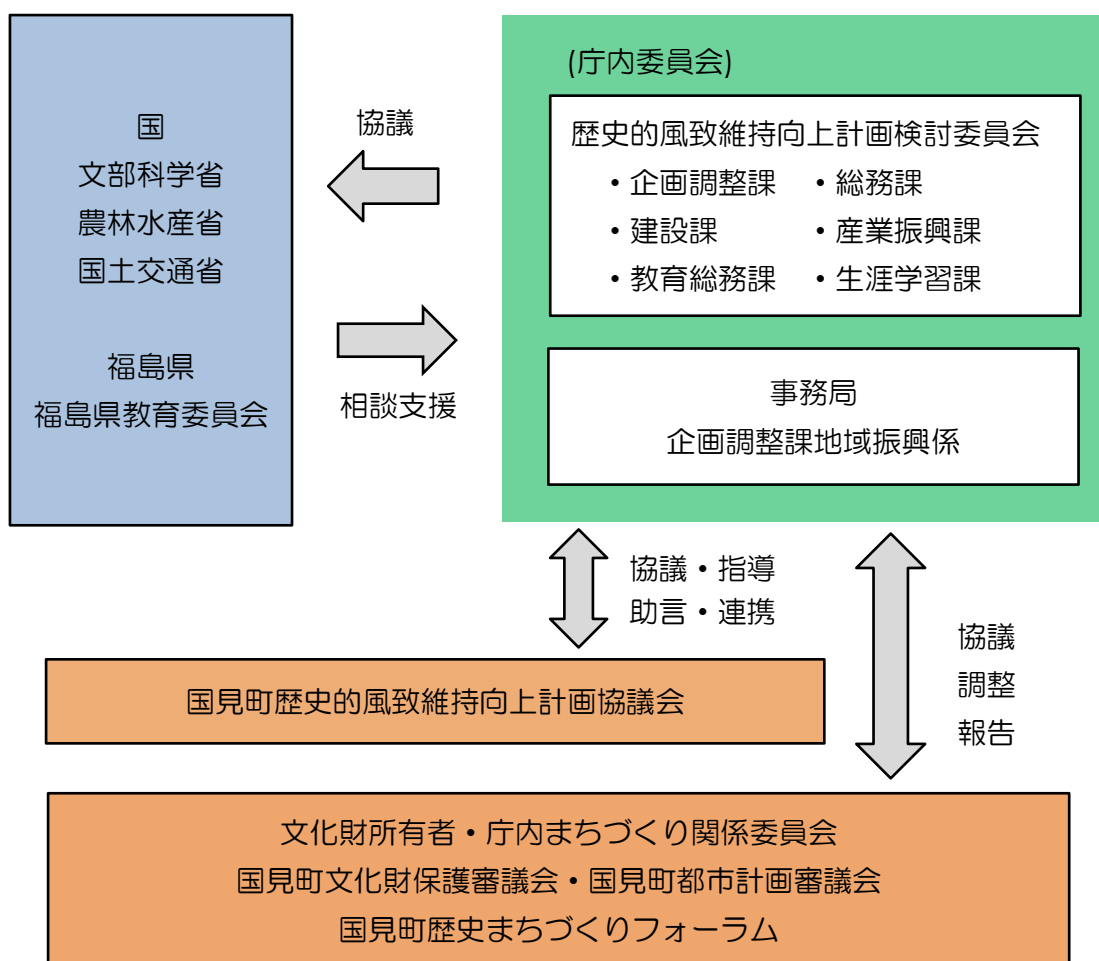 国
文部科学省
農林水産省
国土交通省
福島県
福島県教育委員会
協議
相談支援
(庁内委員会)
歴史的風致維持向上計画検討委員会
・企画調整課 ・総務課
・建設課 ・産業振興課
・教育総務課 ・生涯学習課
事務局
企画調整課地域振興係
協議・指導
助言・連携
協議
調整
報告
国見町歴史的風致維持向上計画協議会
文化財所有者・庁内まちづくり関係委員会
国見町文化財保護審議会・国見町都市計画審議会
国見町歴史まちづくりフォーラム